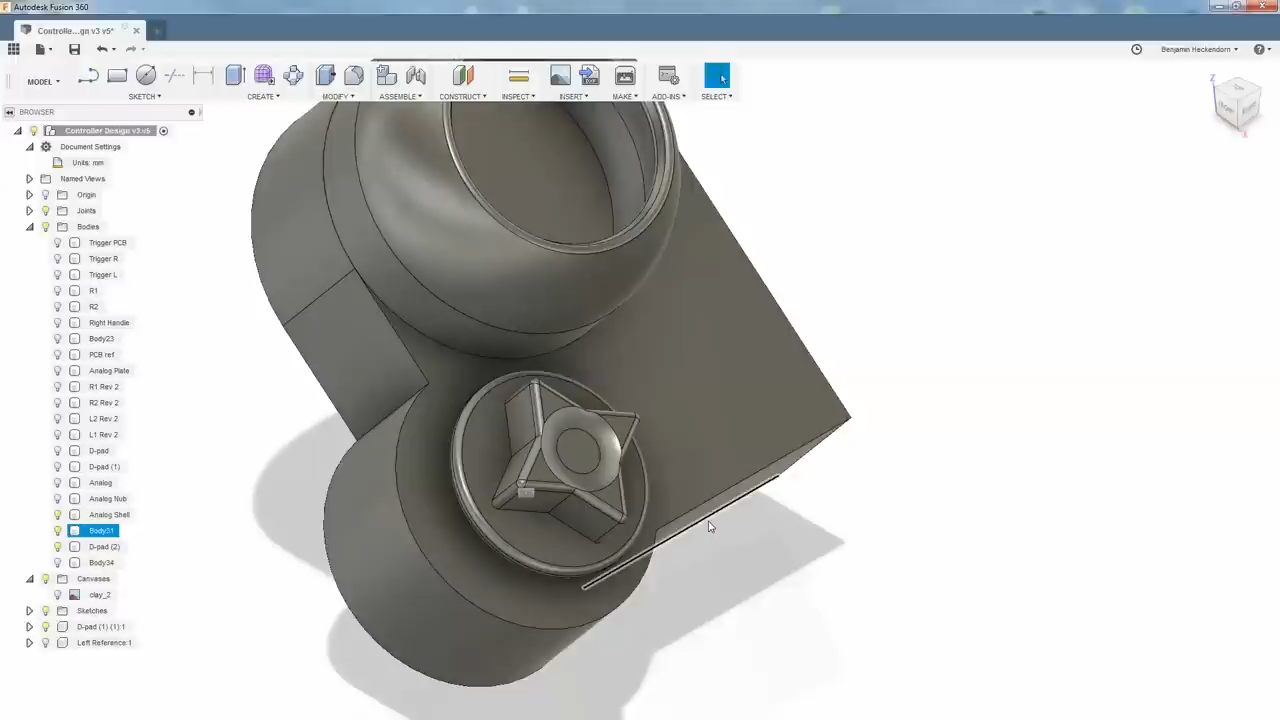 Autodesk Fusion 360
Controlle...gn v3 v5*
Benjamin Heckendorn
MODEL
SKETCH
CREATE
MODIFY
ASSEMBLE
CONSTRUCT
INSPECT
INSERT
MAKE
ADD-INS
SELECT
BROWSER
Controller Design v3 v5
Document Settings
Units: mm
Named Views
Origin
Joints
Bodies
Trigger PCB
Trigger R
Trigger L
R1
R2
Right Handle
Body23
PCB ref
Analog Plate
R1 Rev 2
R2 Rev 2
L2 Rev 2
L1 Rev 2
D-pad
D-pad (1)
Analog
Analog Nub
Analog Shell
Body31
D-pad (2)
Body34
Canvases
clay_2
Sketches
D-pad (1) (1):1
Left Reference:1
Z
X